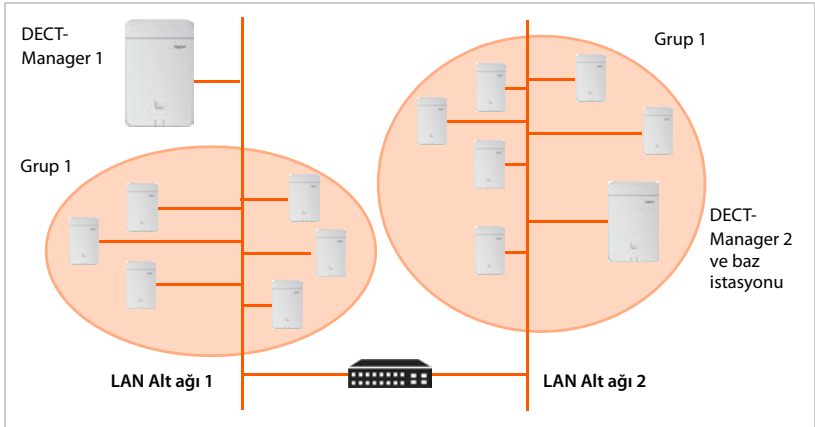 DECT-
Manager 1
Grup 1
Grup 1
DECT-
Manager 2
ve baz
istasyonu
LAN Alt ağı 1
LAN Alt ağı 2